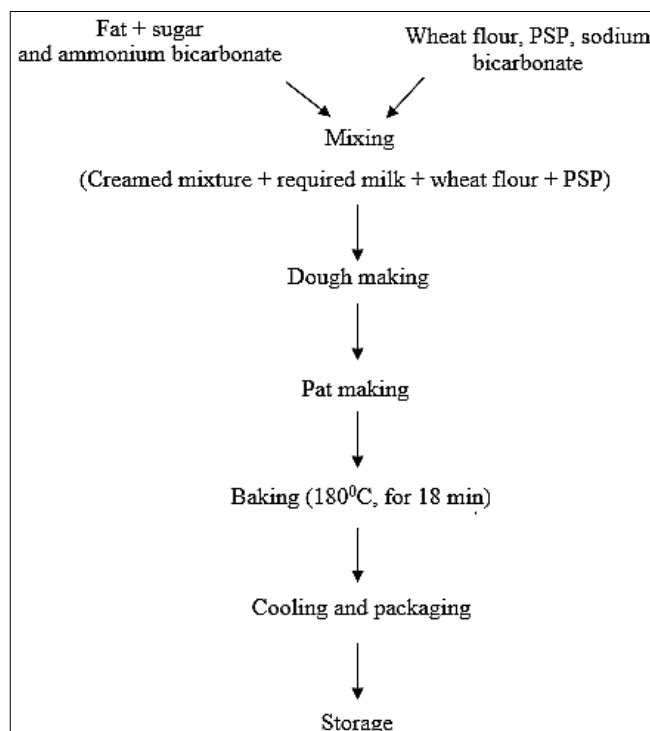 Fat + sugar
and ammonium bicarbonate
Wheat flour, PSP, sodium
bicarbonate
Mixing
(Creamed mixture + required milk + wheat flour + PSP)
Dough making
Pat making
Baking (180⁰C, for 18 min)
Cooling and packaging
Storage